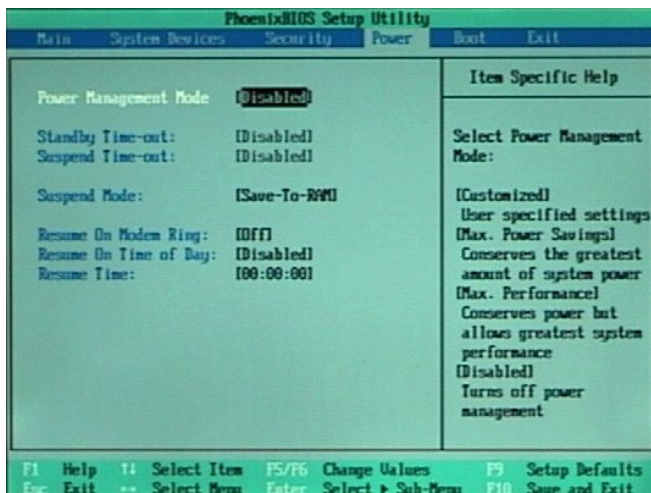 PhoenixBIOS Setup Utility
Main System Devices Security Power Boot Exit
Power Management Mode [Disabled]
Standby Time-out: [Disabled]
Suspend Time-out: [Disabled]
Suspend Mode: [Save-To-RAM]
Resume On Modem Ring: [Off]
Resume On Time of Day: [Disabled]
Resume Time: [00:00:00]
Item Specific Help
Select Power Management
Mode:
[Customized]
User specified settings
[Max. Power Savings]
Conserves the greatest
amount of system power
[Max. Performance]
Conserves power but
allows greatest system
performance
[Disabled]
Turns off power
management
F1 Help ↑↓ Select Item F5/F6 Change Values F9 Setup Defaults
Esc Exit ↔ Select Menu Enter Select ▶ Sub-Menu F10 Save and Exit